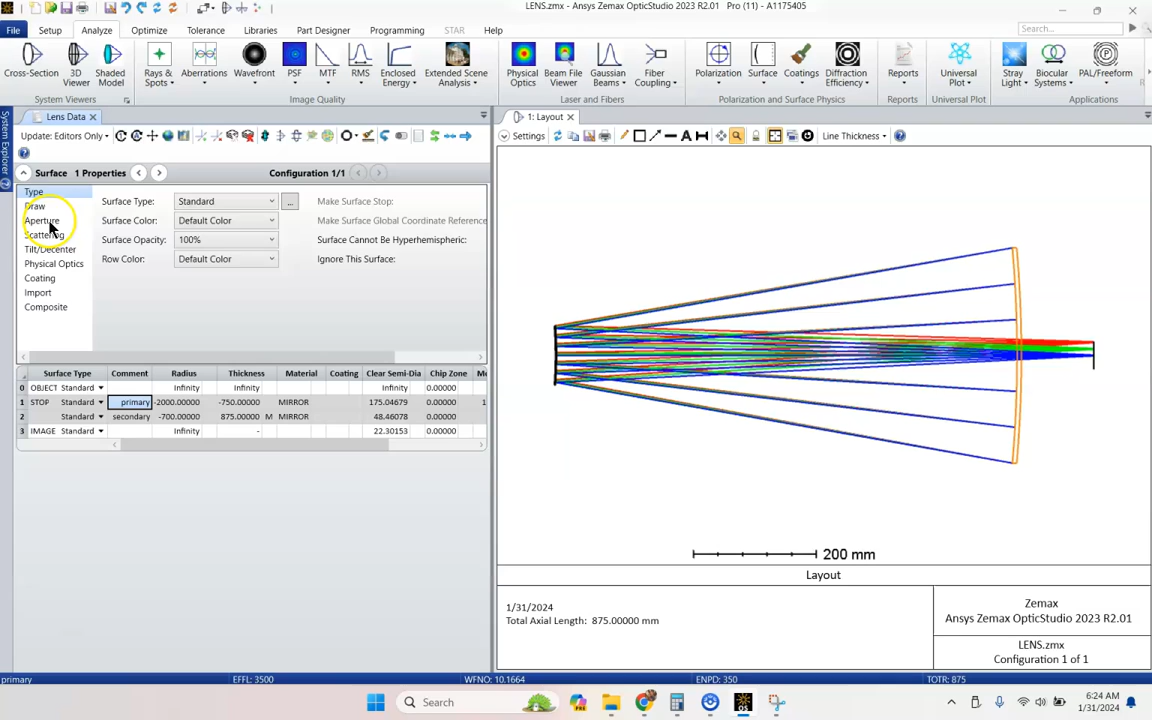 LENS.zmx - Ansys Zemax OpticStudio 2023 R2.01   Pro (11) - A1175405
File Setup Analyze Optimize Tolerance Libraries Part Designer Programming STAR Help Search...
Cross-Section 3D Viewer Shaded Model Rays & Spots Aberrations Wavefront PSF MTF RMS Enclosed Energy Extended Scene Analysis Physical Optics Beam File Viewer Gaussian Beams Fiber Coupling Polarization Surface Coatings Diffraction Efficiency Reports Universal Plot Stray Light Biocular Systems PAL/Freeform
System Viewers Image Quality Laser and Fibers Polarization and Surface Physics Reports Universal Plot Applications
System Explorer
Lens Data
Update: Editors Only
Surface 1 Properties Configuration 1/1
Type
Draw
Aperture
Scattering
Tilt/Decenter
Physical Optics
Coating
Import
Composite
Surface Type: Standard ... Make Surface Stop:
Surface Color: Default Color Make Surface Global Coordinate Reference
Surface Opacity: 100% Surface Cannot Be Hyperhemispheric:
Row Color: Default Color Ignore This Surface:
Surface Type Comment Radius Thickness Material Coating Clear Semi-Dia Chip Zone
0 OBJECT Standard Infinity Infinity Infinity 0.00000
1 STOP Standard primary -2000.00000 -750.00000 MIRROR 175.04679 0.00000 1
2 Standard secondary -700.00000 875.00000 M MIRROR 48.46078 0.00000
3 IMAGE Standard Infinity - 22.30153 0.00000
1: Layout
Settings Line Thickness
200 mm
Layout
1/31/2024
Total Axial Length: 875.00000 mm
Zemax
Ansys Zemax OpticStudio 2023 R2.01
LENS.zmx
Configuration 1 of 1
primary EFFL: 3500 WFNO: 10.1664 ENPD: 350 TOTR: 875
Search
6:24 AM
1/31/2024